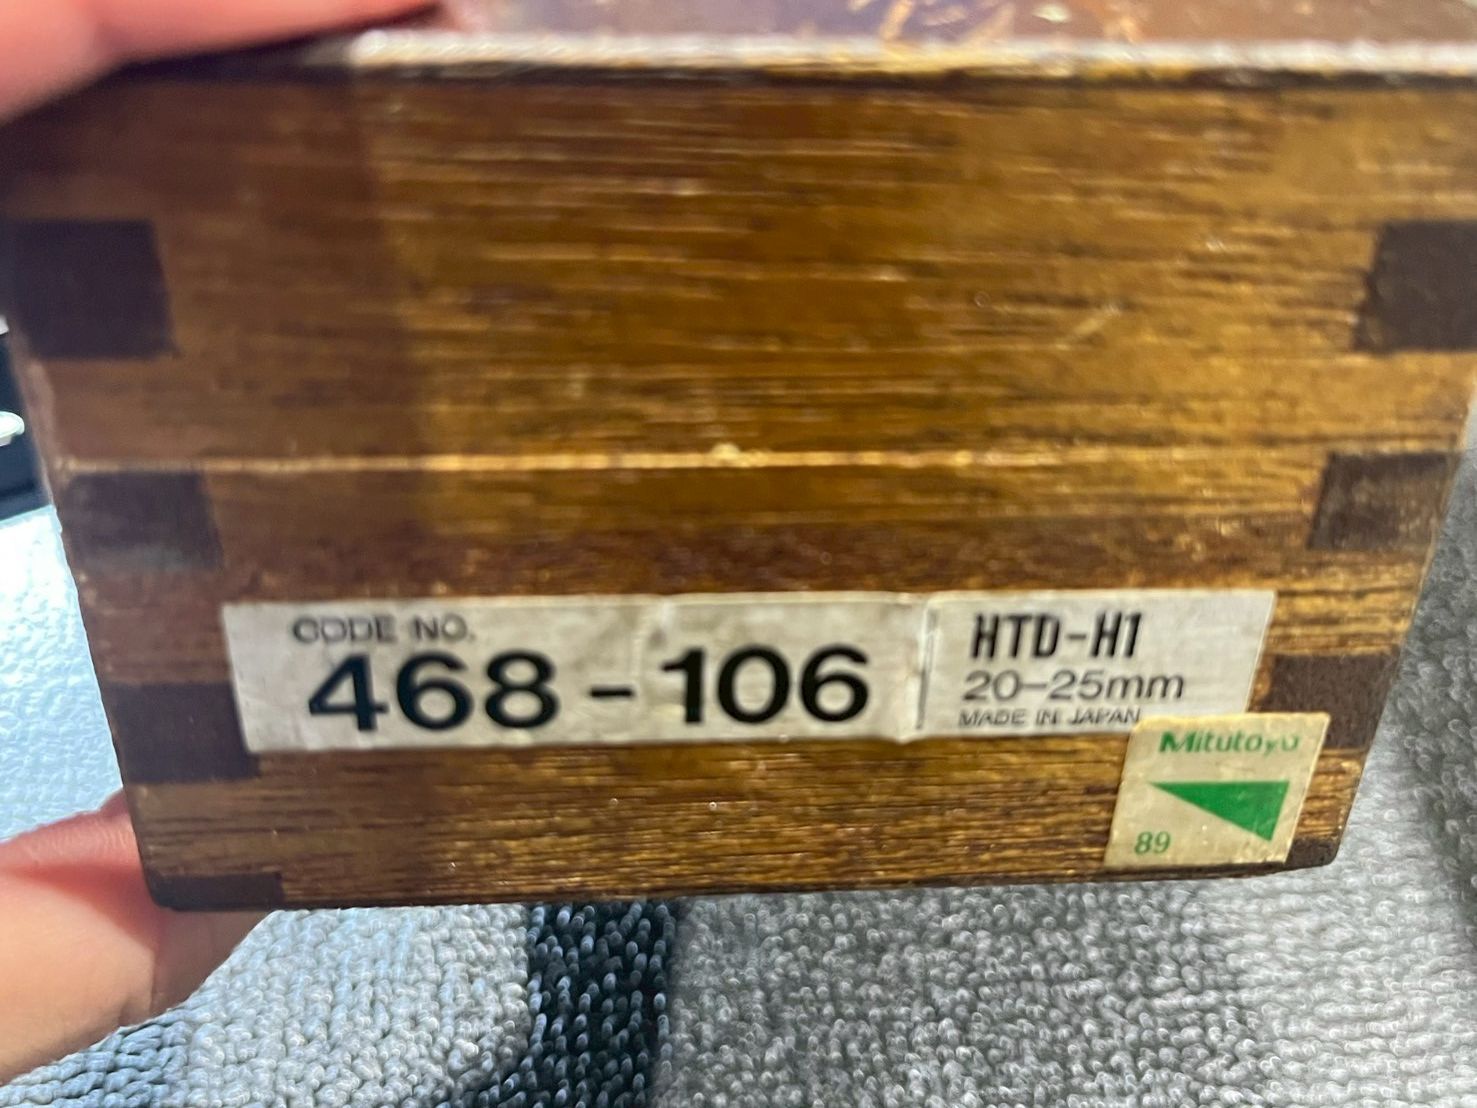 CODE NO.
468-106
HTD-H1
20-25mm
MADE IN JAPAN
Mitutoyo
89